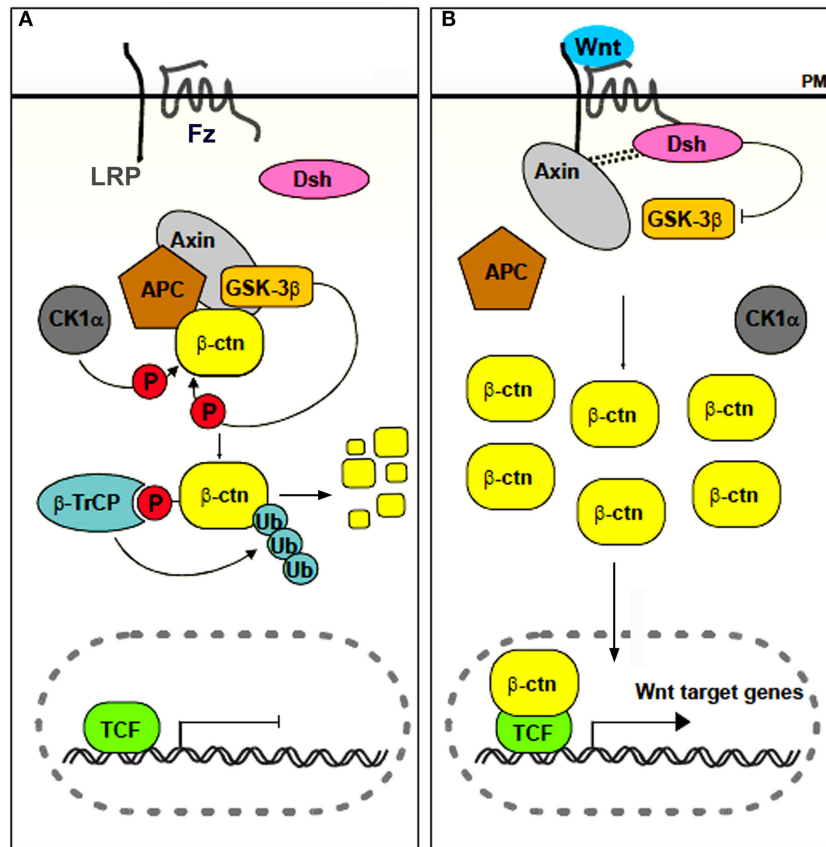 A
LRP
Fz
Dsh
Axin
APC
GSK-3β
CK1α
β-ctn
P
P
β-TrCP
P
β-ctn
Ub
Ub
Ub
TCF
B
Wnt
PM
Dsh
Axin
GSK-3β
APC
CK1α
β-ctn
β-ctn
β-ctn
β-ctn
β-ctn
β-ctn
β-ctn
TCF
Wnt target genes